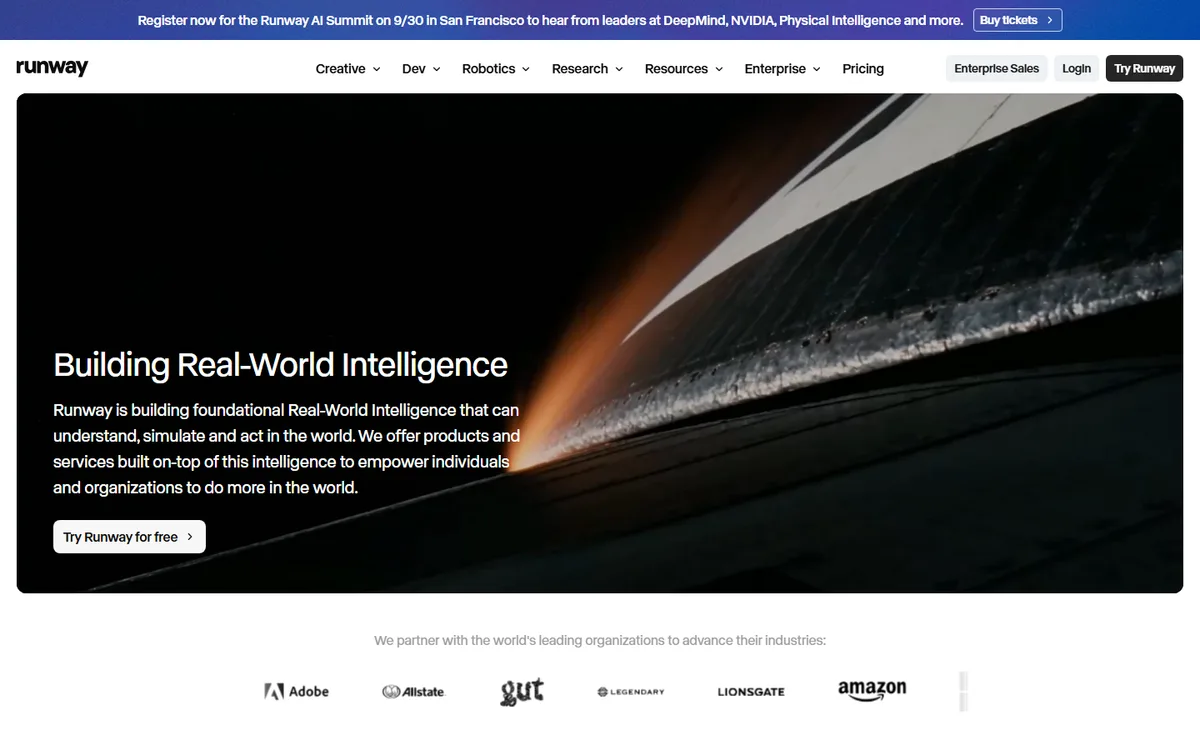 Register now for the Runway AI Summit on 9/30 in San Francisco to hear from leaders at DeepMind, NVIDIA, Physical Intelligence and more.
Buy tickets
runway
Creative
Dev
Robotics
Research
Resources
Enterprise
Pricing
Enterprise Sales
Login
Try Runway
Building Real-World Intelligence
Runway is building foundational Real-World Intelligence that can
understand, simulate and act in the world. We offer products and
services built on-top of this intelligence to empower individuals
and organizations to do more in the world.
Try Runway for free
We partner with the world's leading organizations to advance their industries:
Adobe
Allstate
gut
LEGENDARY
LIONSGATE
amazon